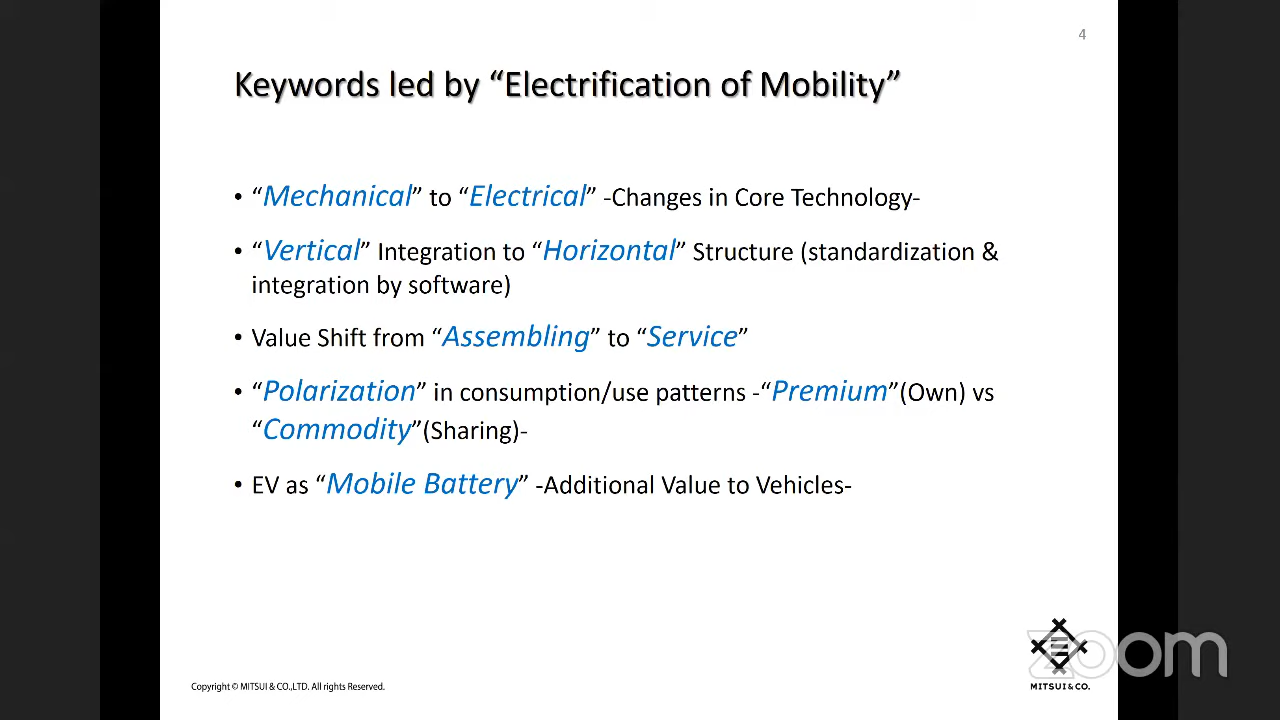 4
Keywords led by “Electrification of Mobility”
• “Mechanical” to “Electrical” -Changes in Core Technology-
• “Vertical” Integration to “Horizontal” Structure (standardization &
integration by software)
• Value Shift from “Assembling” to “Service”
• “Polarization” in consumption/use patterns -“Premium”(Own) vs
“Commodity”(Sharing)-
• EV as “Mobile Battery” -Additional Value to Vehicles-
zoom
MITSUI & CO.
Copyright © MITSUI & CO.,LTD. All rights Reserved.